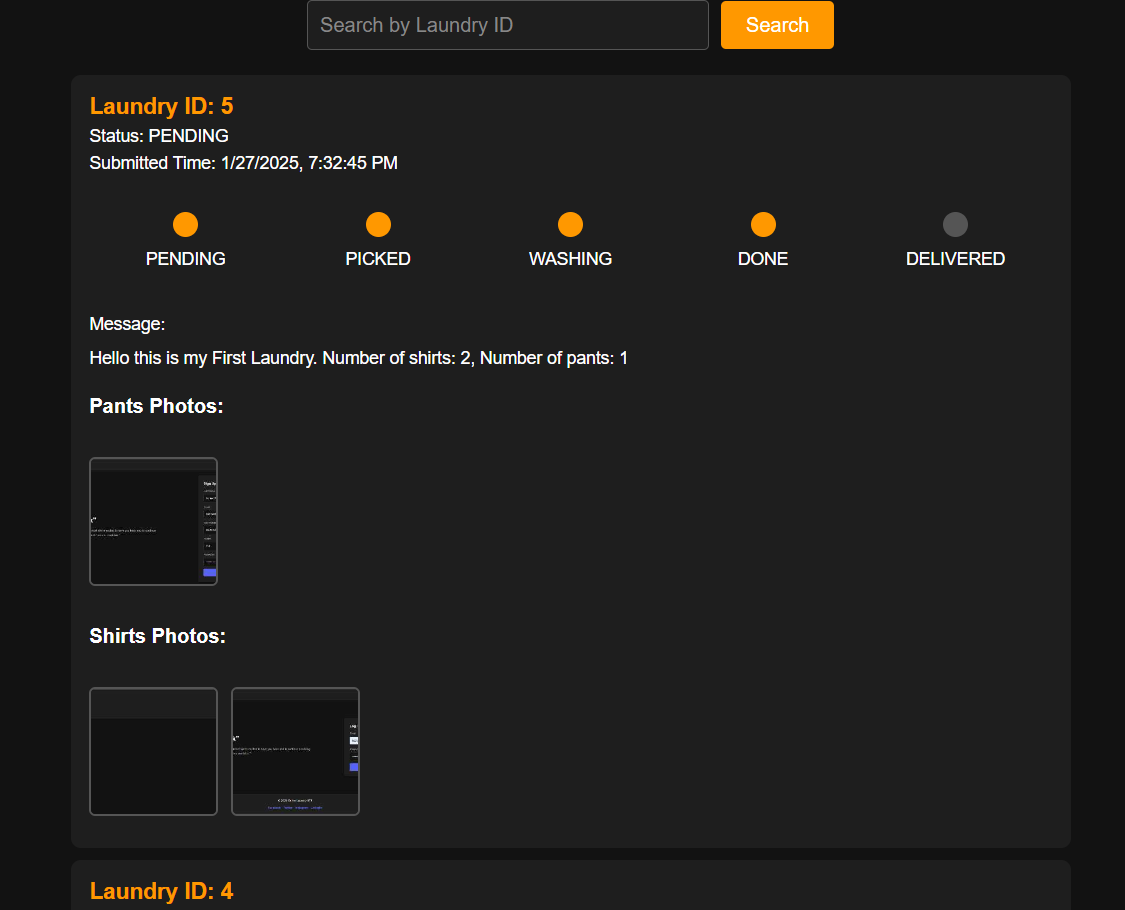 Search by Laundry ID
Search
Laundry ID: 5
Status: PENDING
Submitted Time: 1/27/2025, 7:32:45 PM
PENDING PICKED WASHING DONE DELIVERED
Message:
Hello this is my First Laundry. Number of shirts: 2, Number of pants: 1
Pants Photos:
Shirts Photos:
Laundry ID: 4